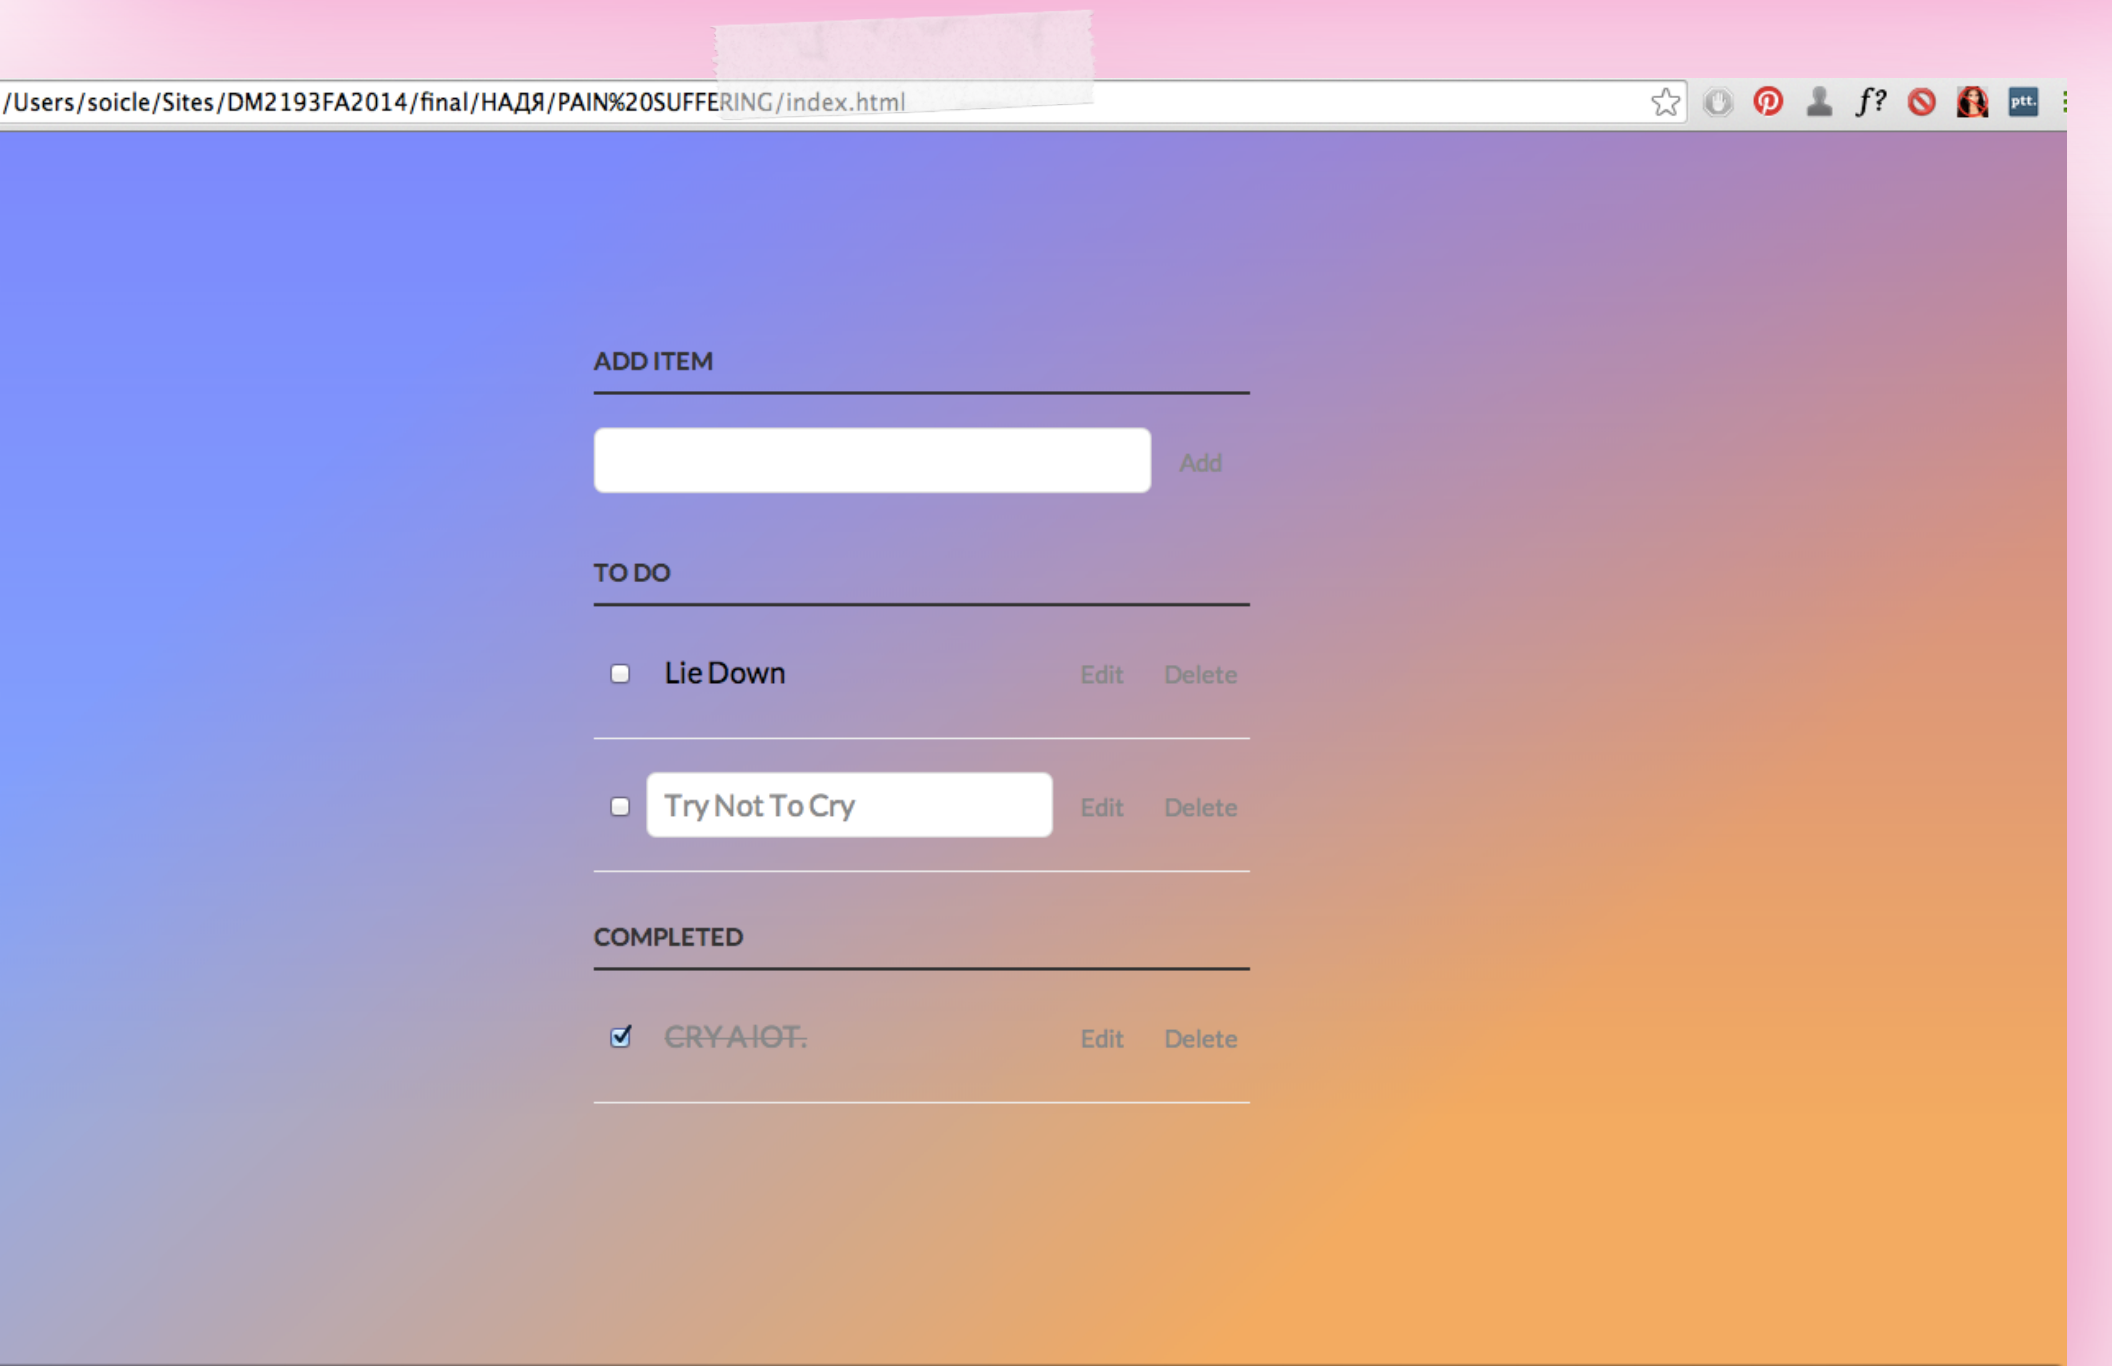 /Users/soicle/Sites/DM2193FA2014/final/НАДЯ/PAIN%20SUFFERING/index.html
f?
ptt.
ADD ITEM
Add
TO DO
Lie Down Edit Delete
Try Not To Cry Edit Delete
COMPLETED
CRY A lOT. Edit Delete